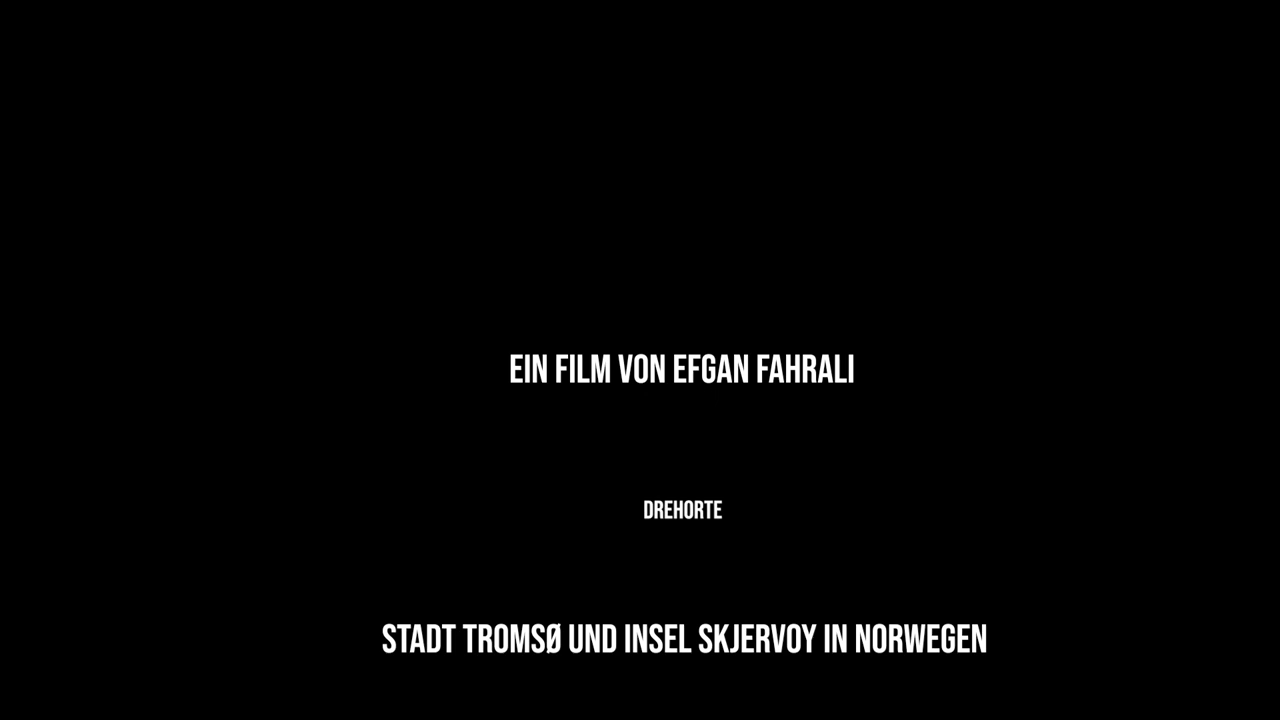 EIN FILM VON EFGAN FAHRALI
DREHORTE
STADT TROMSØ UND INSEL SKJERVOY IN NORWEGEN